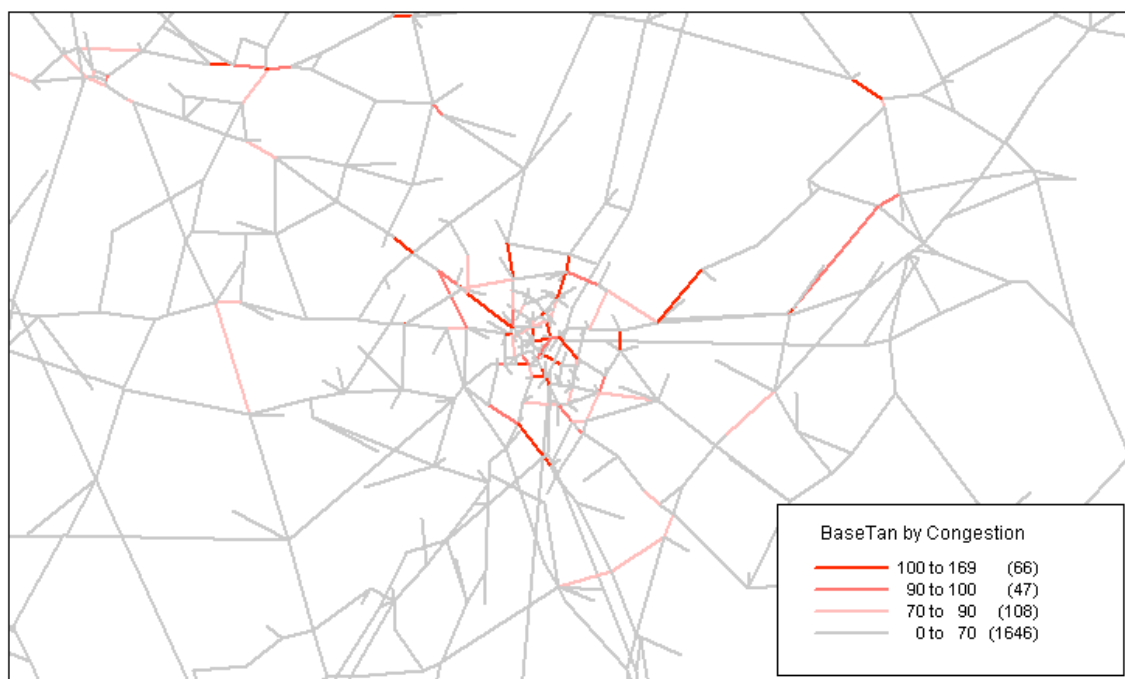 BaseTan by Congestion
100 to 169 (66)
90 to 100 (47)
70 to 90 (108)
0 to 70 (1646)